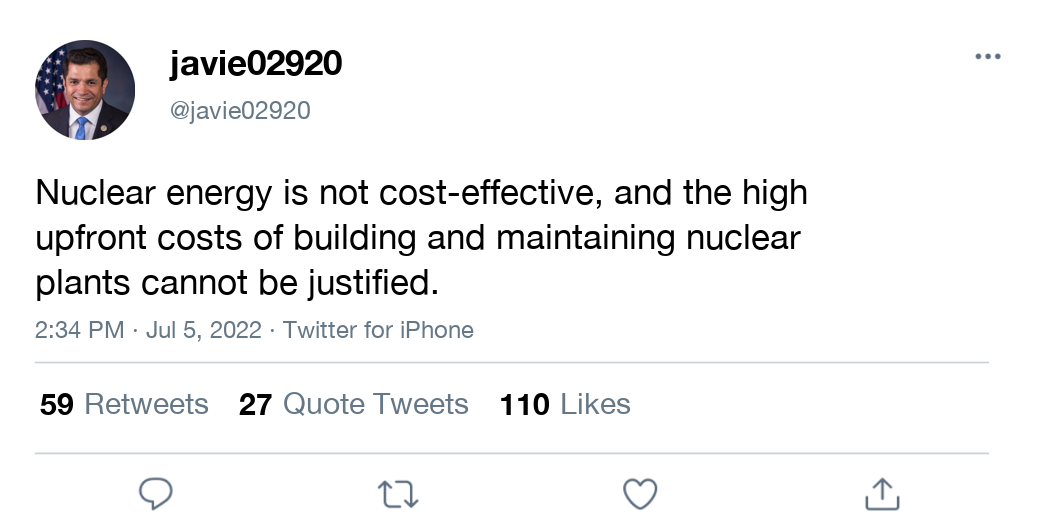 javie02920
@javie02920
Nuclear energy is not cost-effective, and the high
upfront costs of building and maintaining nuclear
plants cannot be justified.
2:34 PM · Jul 5, 2022 · Twitter for iPhone
59 Retweets 27 Quote Tweets 110 Likes